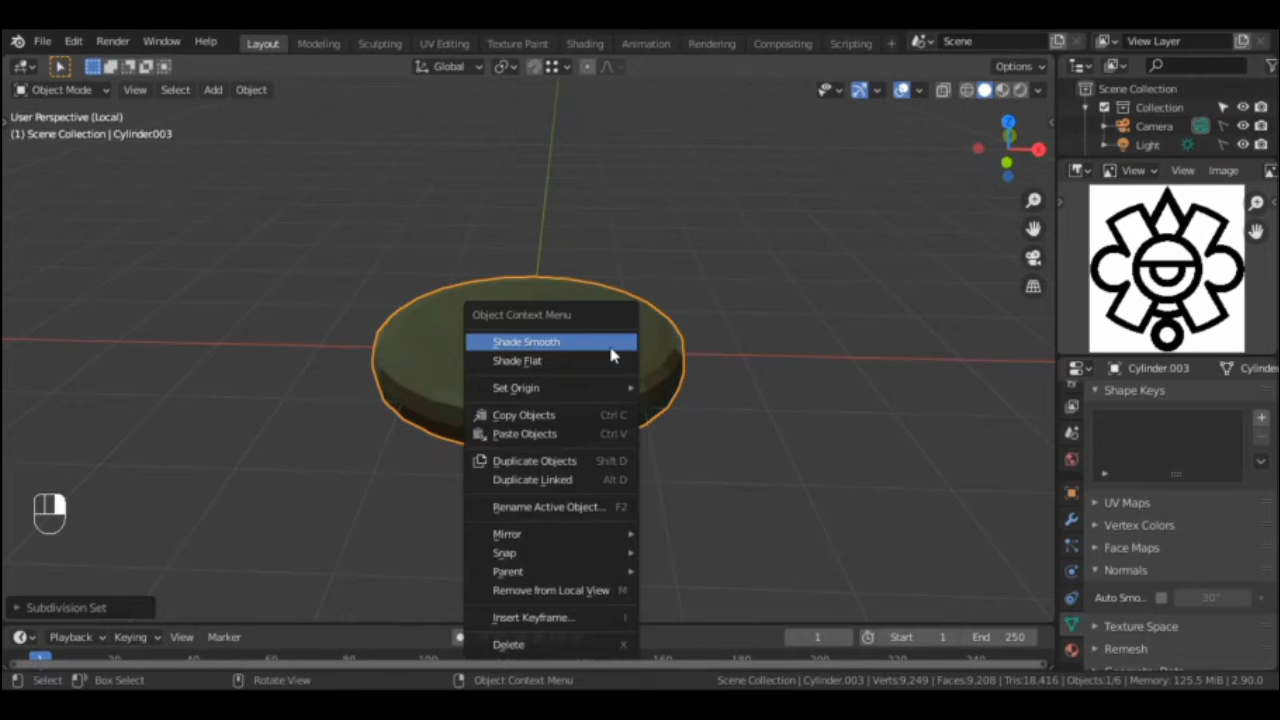 File Edit Render Window Help Layout Modeling Sculpting UV Editing Texture Paint Shading Animation Rendering Compositing Scripting + Scene View Layer
Global Options
Object Mode View Select Add Object
User Perspective (Local)
(1) Scene Collection | Cylinder.003
Scene Collection
Collection
Camera
Light
Z
X
View View Image
Object Context Menu
Shade Smooth
Shade Flat
Set Origin
Copy Objects Ctrl C
Paste Objects Ctrl V
Duplicate Objects Shift D
Duplicate Linked Alt D
Rename Active Object... F2
Mirror
Snap
Parent
Remove from Local View M
Insert Keyframe... I
Delete X
Cylinder.003
Shape Keys
UV Maps
Vertex Colors
Face Maps
Normals
Auto Smo... 30°
Texture Space
Remesh
Subdivision Set
Playback Keying View Marker 1 Start 1 End 250
Select Box Select Rotate View Object Context Menu Scene Collection | Cylinder.003 | Verts:9,249 | Faces:9,208 | Tris:18,416 | Objects:1/6 | Memory: 125.5 MiB | 2.90.0